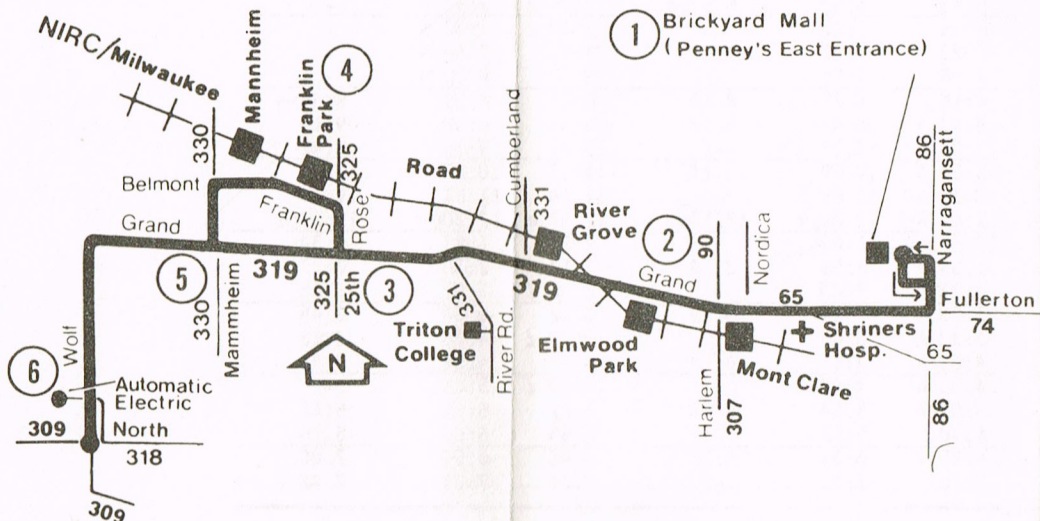 1
Brickyard Mall
(Penney's East Entrance)
NIRC/Milwaukee
Mannheim
Franklin
Park
4
330
325
Road
Cumberland
331
River
Grove
2
90
Nordica
86
Narragansett
Belmont
Franklin
Rose
Grand
319
5
330
Mammheim
325
25th
3
319
Grand
65
Fullerton
74
331
Triton
College
River Rd.
N
Elmwood
Park
Harlem
307
Mont Clare
Shriners
Hosp.
65
86
Wolf
6
Automatic
Electric
309
North
318
309